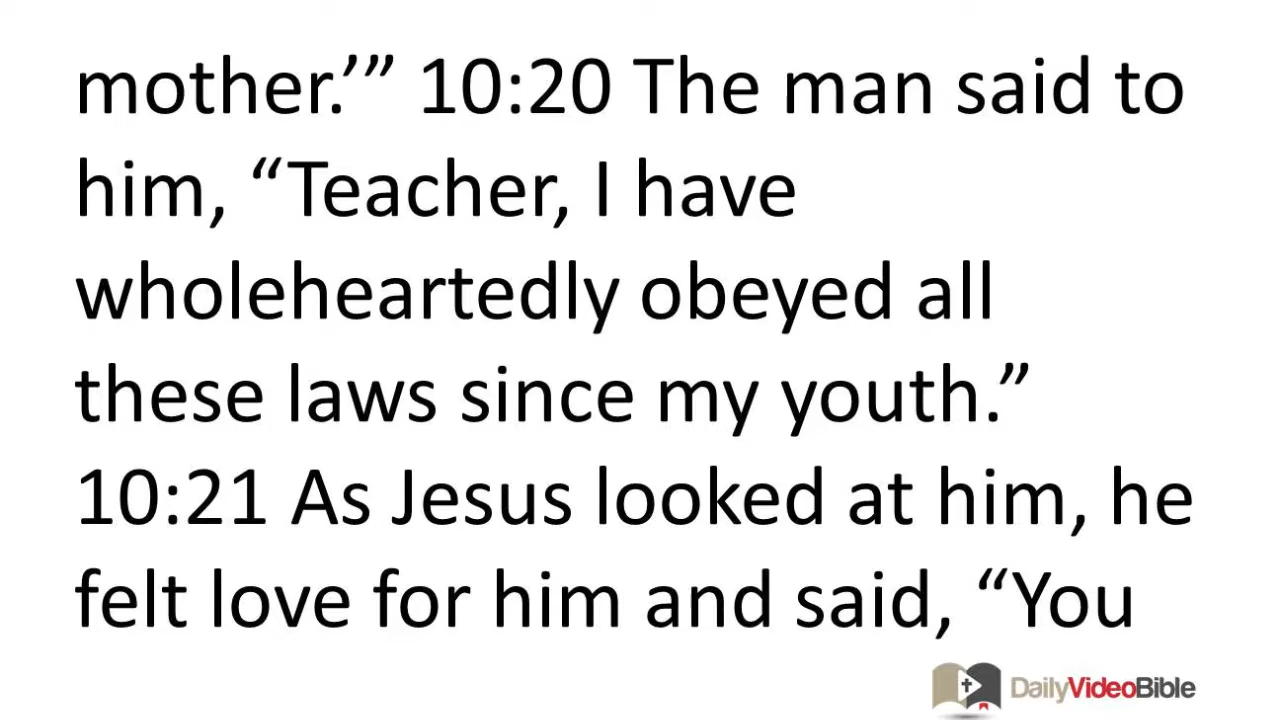 mother.’” 10:20 The man said to
him, “Teacher, I have
wholeheartedly obeyed all
these laws since my youth.”
10:21 As Jesus looked at him, he
felt love for him and said, “You
DailyVideoBible